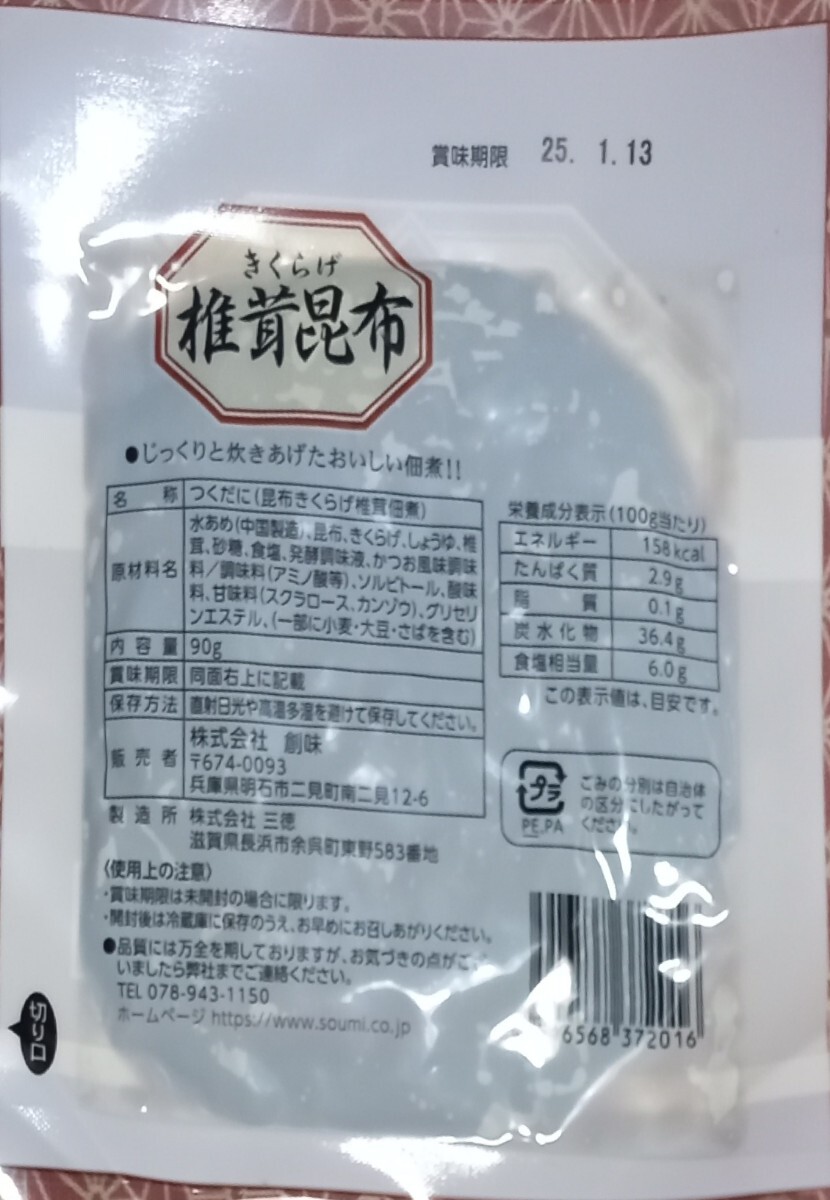 賞味期限 25. 1.13
きくらげ
椎茸昆布
●じっくりと炊きあげたおいしい佃煮!!
名称 つくだに(昆布きくらげ椎茸佃煮)
原材料名 水あめ(中国製造)、昆布、きくらげ、しょうゆ、椎
茸、砂糖、食塩、発酵調味液、かつお風味調味
料/調味料(アミノ酸等)、ソルビトール、酸味
料、甘味料(スクラロース、カンゾウ)、グリセリ
ンエステル、(一部に小麦・大豆・さばを含む)
内容量 90g
賞味期限 同面右上に記載
保存方法 直射日光や高温多湿を避けて保存してください。
販売者 株式会社 創味
〒674-0093
兵庫県明石市二見町南二見12-6
製造所 株式会社 三徳
滋賀県長浜市余呉町東野583番地
栄養成分表示(100g当たり)
エネルギー 158kcal
たんぱく質 2.9g
脂質 0.1g
炭水化物 36.4g
食塩相当量 6.0g
この表示値は、目安です。
プラ
PE,PA
ごみの分別は自治体
の区分にしたがって
ください。
〈使用上の注意〉
・賞味期限は未開封の場合に限ります。
・開封後は冷蔵庫に保存のうえ、お早めにお召しあがりください。
●品質には万全を期しておりますが、お気づきの点がござ
いましたら弊社までご連絡ください。
TEL 078-943-1150
ホームページ https://www.soumi.co.jp
切り口
6568 372016